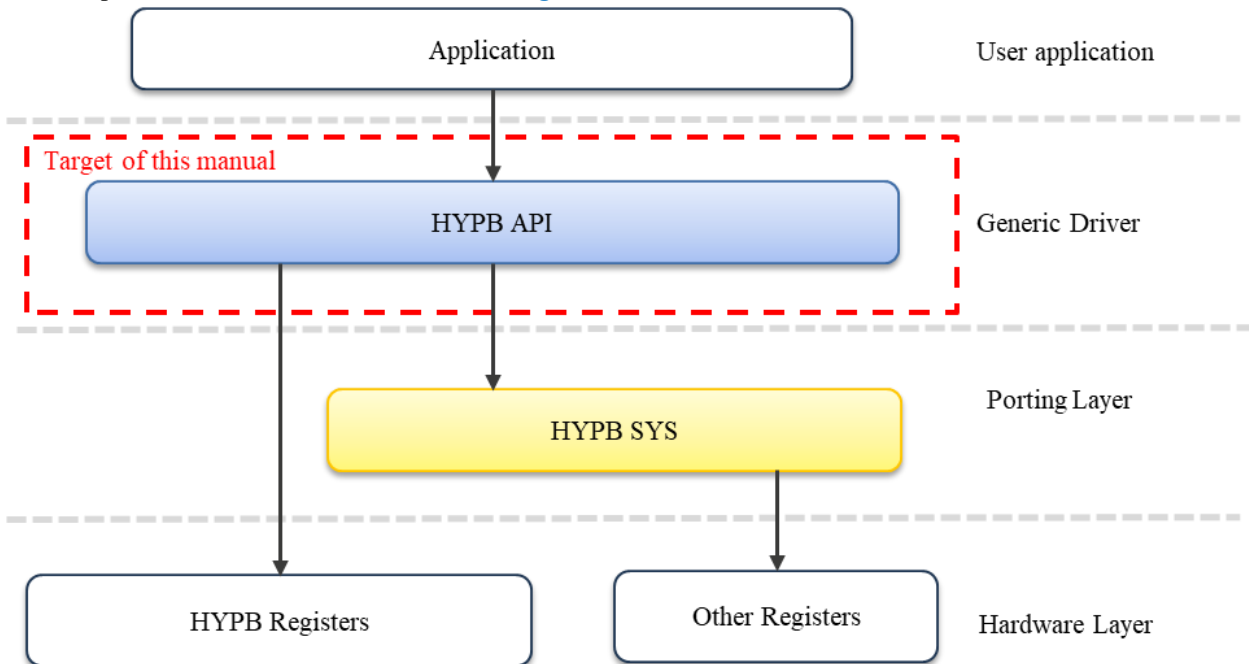 Application
User application
Target of this manual
HYPB API
Generic Driver
Porting Layer
HYPB SYS
HYPB Registers
Other Registers
Hardware Layer